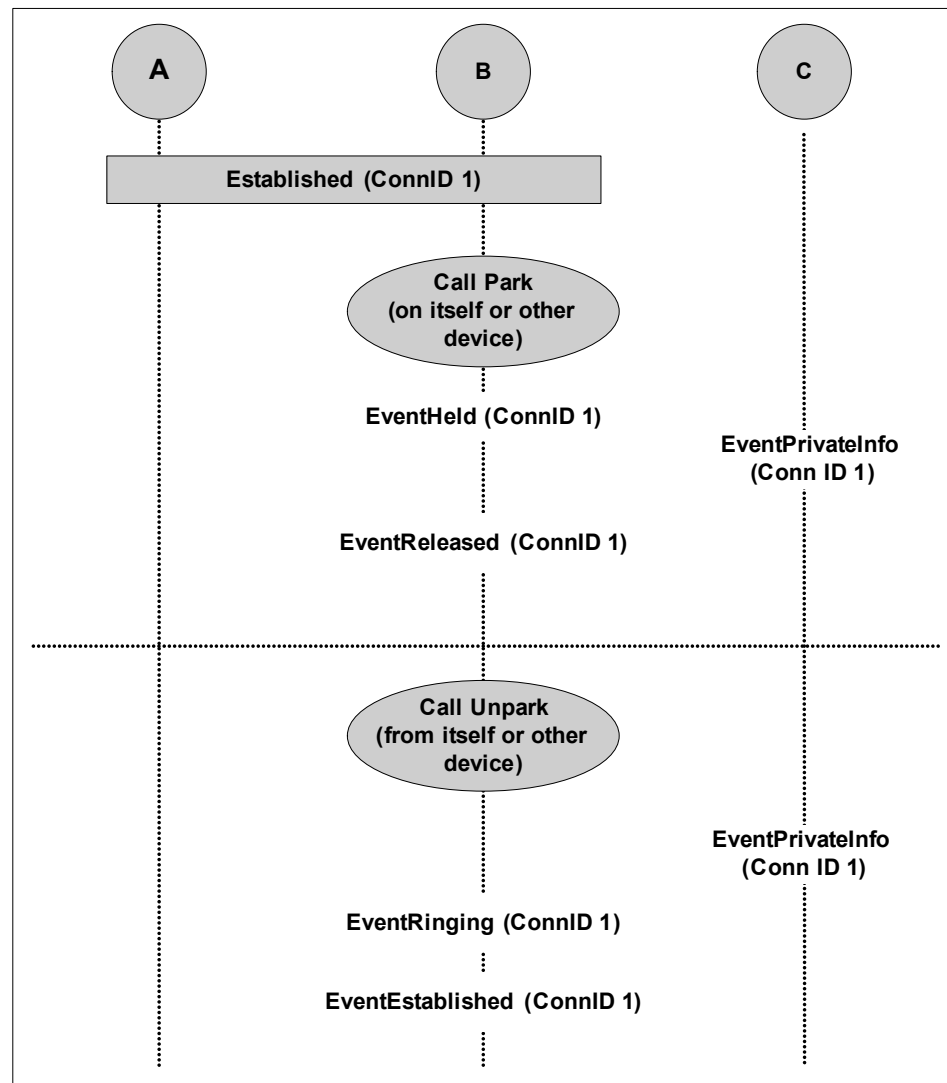 A
B
C
Established (ConnID 1)
Call Park
(on itself or other
device)
EventHeld (ConnID 1)
EventPrivateInfo
(Conn ID 1)
EventReleased (ConnID 1)
Call Unpark
(from itself or other
device)
EventPrivateInfo
(Conn ID 1)
EventRinging (ConnID 1)
EventEstablished (ConnID 1)